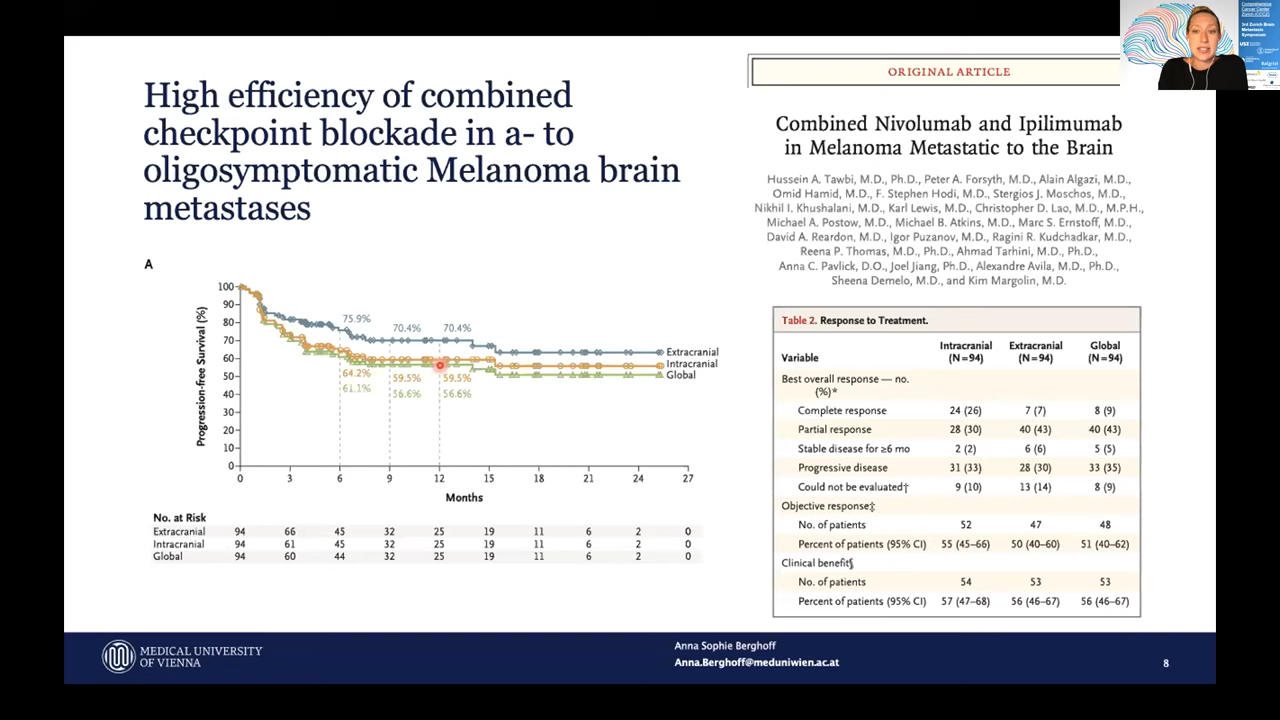 High efficiency of combined
checkpoint blockade in a- to
oligosymptomatic Melanoma brain
metastases
ORIGINAL ARTICLE
Combined Nivolumab and Ipilimumab
in Melanoma Metastatic to the Brain
Hussein A. Tawbi, M.D., Ph.D., Peter A. Forsyth, M.D., Alain Algazi, M.D.,
Omid Hamid, M.D., F. Stephen Hodi, M.D., Stergios J. Moschos, M.D.,
Nikhil I. Khushalani, M.D., Karl Lewis, M.D., Christopher D. Lao, M.D., M.P.H.,
Michael A. Postow, M.D., Michael B. Atkins, M.D., Marc S. Ernstoff, M.D.,
David A. Reardon, M.D., Igor Puzanov, M.D., Ragini R. Kudchadkar, M.D.,
Reena P. Thomas, M.D., Ph.D., Ahmad Tarhini, M.D., Ph.D.,
Anna C. Pavlick, D.O., Joel Jiang, Ph.D., Alexandre Avila, M.D., Ph.D.,
Sheena Demelo, M.D., and Kim Margolin, M.D.
A
Progression-free Survival (%)
100
90
80
70
60
50
40
30
20
10
0
75.9% 70.4% 70.4%
64.2% 59.5% 59.5%
61.1% 56.6% 56.6%
Extracranial
Intracranial
Global
0 3 6 9 12 15 18 21 24 27
Months
No. at Risk
Extracranial 94 66 45 32 25 19 11 6 2 0
Intracranial 94 61 45 32 25 19 11 6 2 0
Global 94 60 44 32 25 19 11 6 2 0
Table 2. Response to Treatment.
Variable Intracranial (N=94) Extracranial (N=94) Global (N=94)
Best overall response — no. (%)*
Complete response 24 (26) 7 (7) 8 (9)
Partial response 28 (30) 40 (43) 40 (43)
Stable disease for ≥6 mo 2 (2) 6 (6) 5 (5)
Progressive disease 31 (33) 28 (30) 33 (35)
Could not be evaluated† 9 (10) 13 (14) 8 (9)
Objective response‡
No. of patients 52 47 48
Percent of patients (95% CI) 55 (45–66) 50 (40–60) 51 (40–62)
Clinical benefit¶
No. of patients 54 53 53
Percent of patients (95% CI) 57 (47–68) 56 (46–67) 56 (46–67)
MEDICAL UNIVERSITY
OF VIENNA
Anna Sophie Berghoff
Anna.Berghoff@meduniwien.ac.at
8
Comprehensive
Cancer Center
Zürich (CCCZ)
3rd Zurich Brain
Metastasis
Symposium
USZ
Balgrist